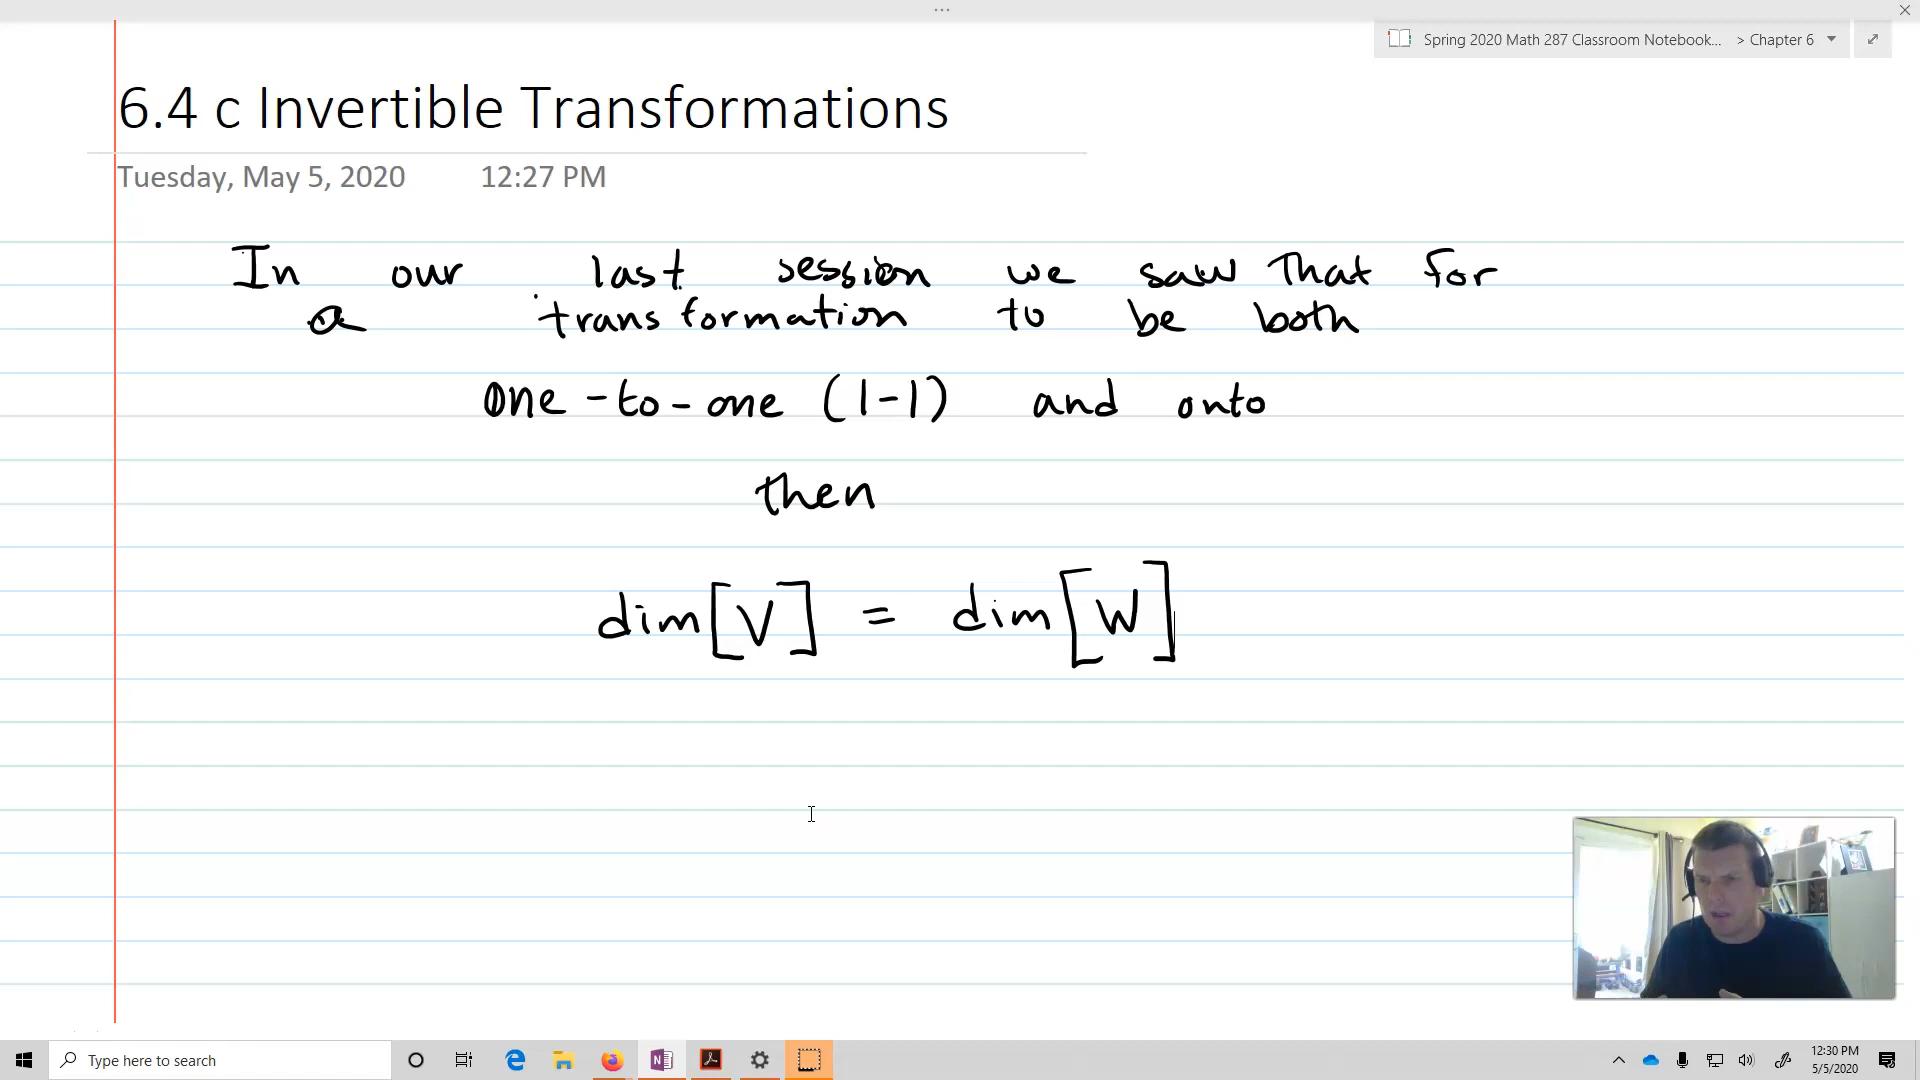 Spring 2020 Math 287 Classroom Notebook... > Chapter 6
6.4 c Invertible Transformations
Tuesday, May 5, 2020 12:27 PM
In our last session we saw that for
a transformation to be both
one-to-one (1-1) and onto
then
dim[V] = dim[W]
Type here to search
12:30 PM
5/5/2020